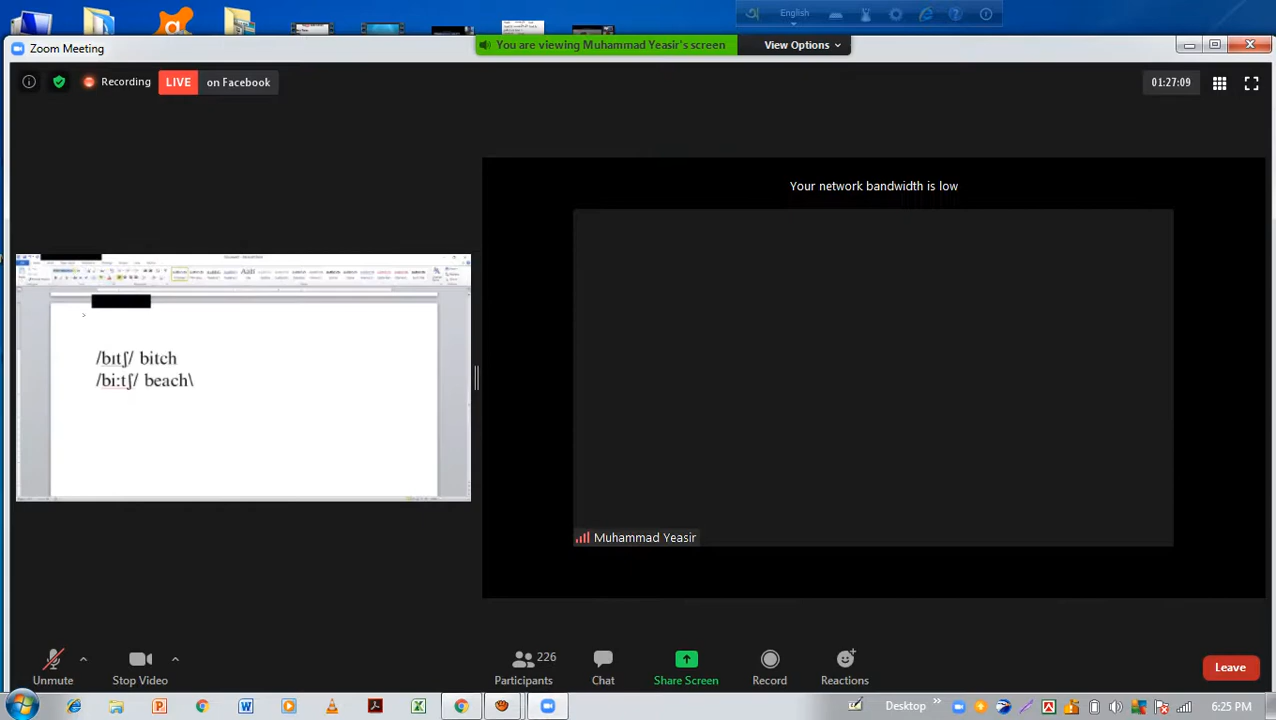 English
Zoom Meeting
You are viewing Muhammad Yeasir's screen
View Options
Recording
LIVE
on Facebook
01:27:09
Your network bandwidth is low
/bɪtʃ/ bitch
/bi:tʃ/ beach\
Muhammad Yeasir
Unmute
Stop Video
226
Participants
Chat
Share Screen
Record
Reactions
Leave
Desktop
6:25 PM